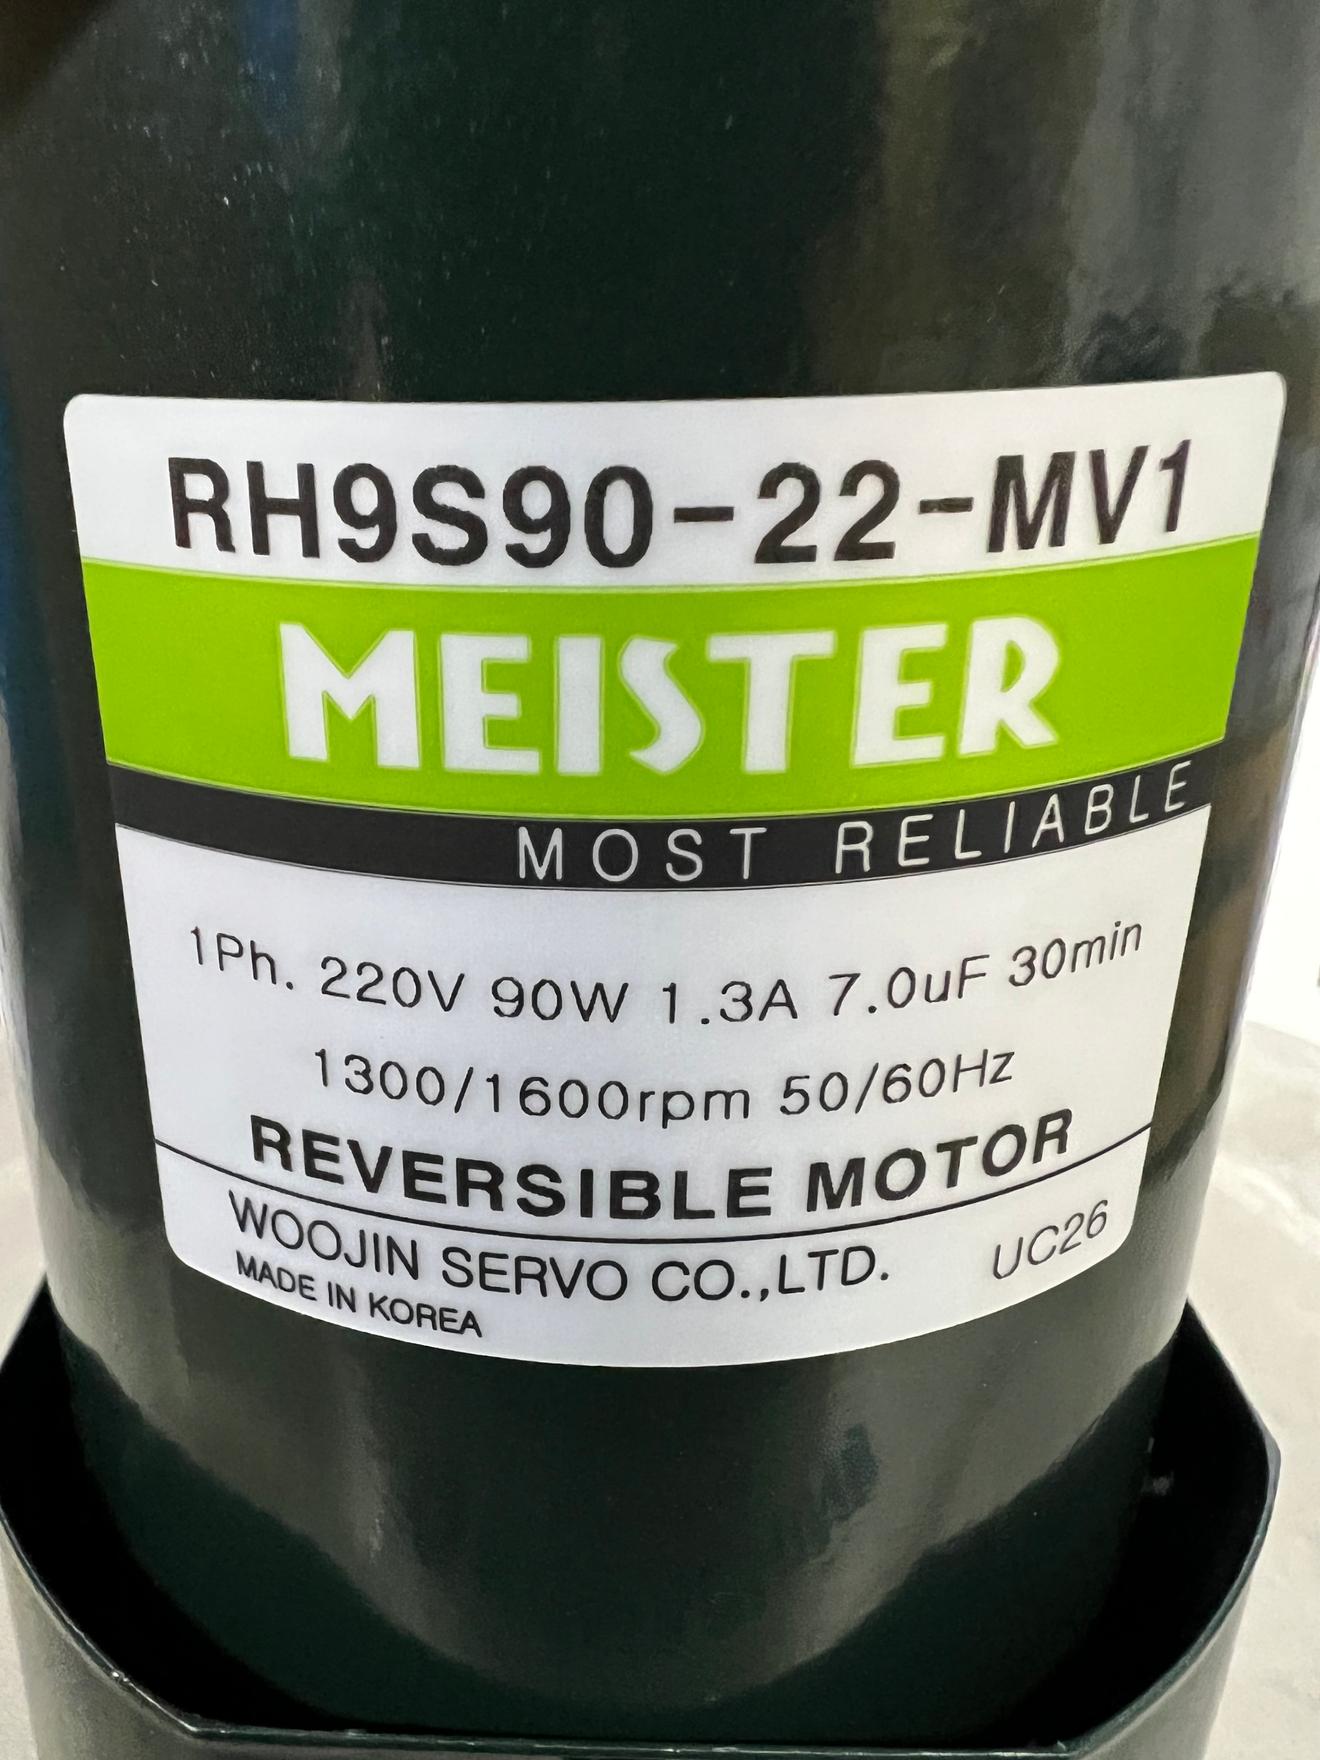 RH9S90-22-MV1
MEISTER
MOST RELIABLE
1Ph. 220V 90W 1.3A 7.0uF 30min
1300/1600rpm 50/60Hz
REVERSIBLE MOTOR
WOOJIN SERVO CO.,LTD. UC26
MADE IN KOREA